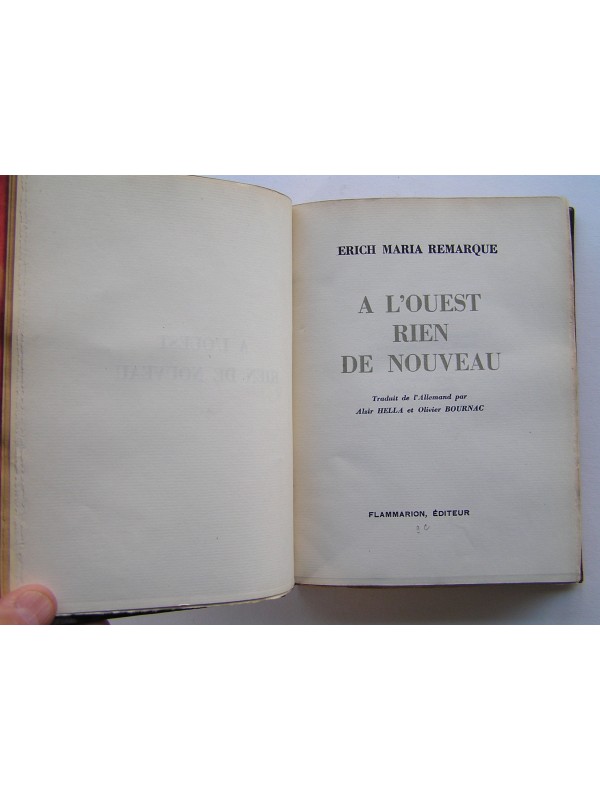 ERICH MARIA REMARQUE
A L'OUEST
RIEN
DE NOUVEAU
Traduit de l'Allemand par
Alzir HELLA et Olivier BOURNAC
FLAMMARION, ÉDITEUR